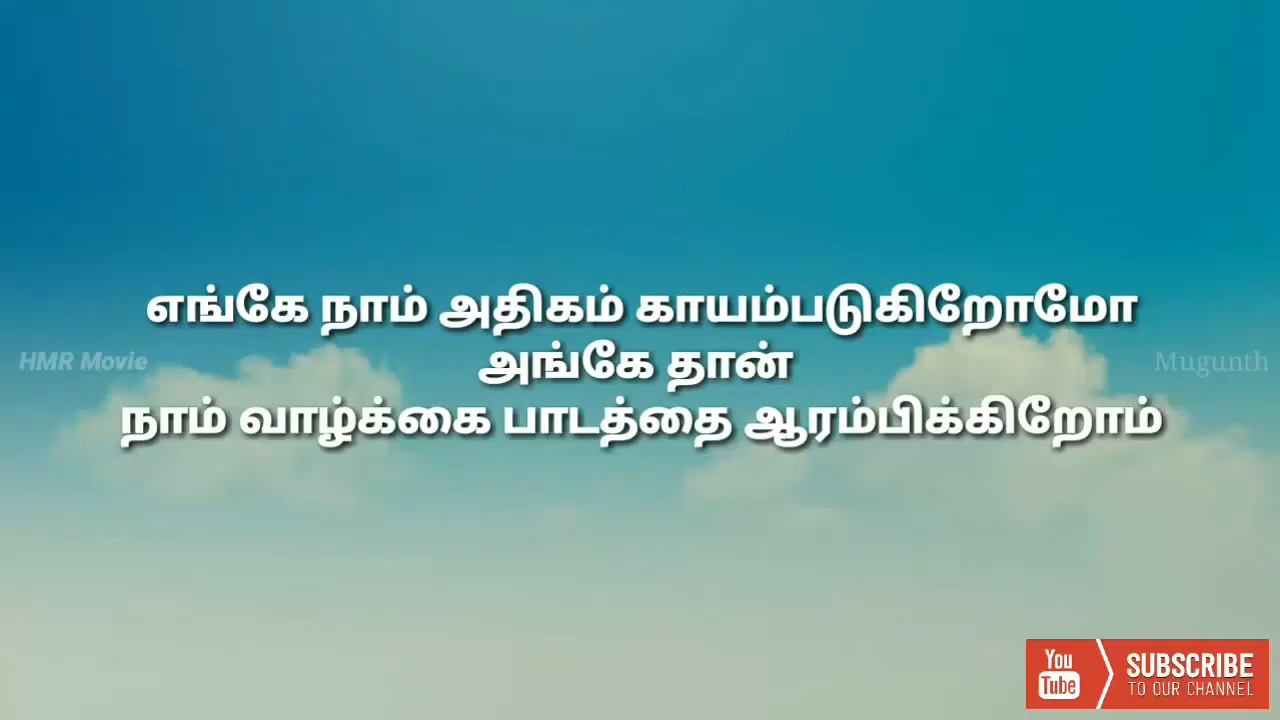 எங்கே நாம் அதிகம் காயம்படுகிறோமோ
அங்கே தான்
நாம் வாழ்க்கை பாடத்தை ஆரம்பிக்கிறோம்
HMR Movie
Mugunth
You Tube
SUBSCRIBE
TO OUR CHANNEL